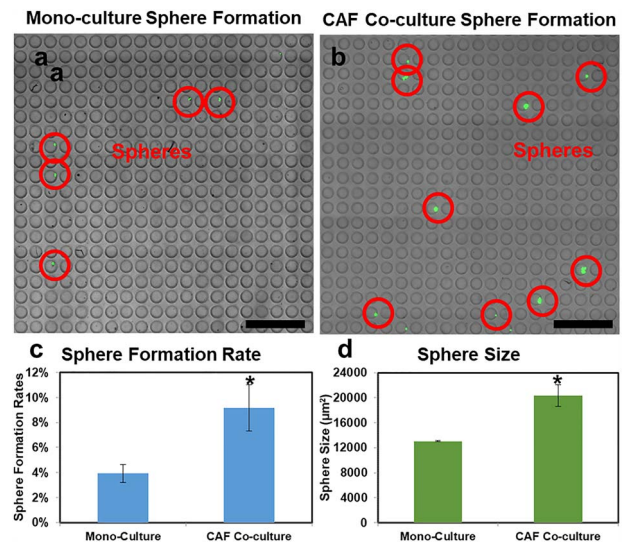 Mono-culture Sphere Formation
CAF Co-culture Sphere Formation
a
a
Spheres
b
Spheres
c
Sphere Formation Rate
Sphere Formation Rates
12%
10%
8%
6%
4%
2%
0%
*
Mono-Culture
CAF Co-culture
d
Sphere Size
Sphere Size (μm²)
24000
20000
16000
12000
8000
4000
0
*
Mono-Culture
CAF Co-culture